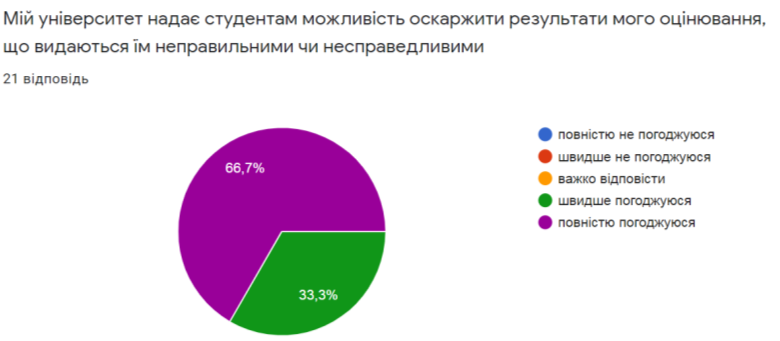 Мій університет надає студентам можливість оскаржити результати мого оцінювання,
що видаються їм неправильними чи несправедливими
21 відповідь
66,7%
33,3%
повністю не погоджуюся
швидше не погоджуюся
важко відповісти
швидше погоджуюся
повністю погоджуюся